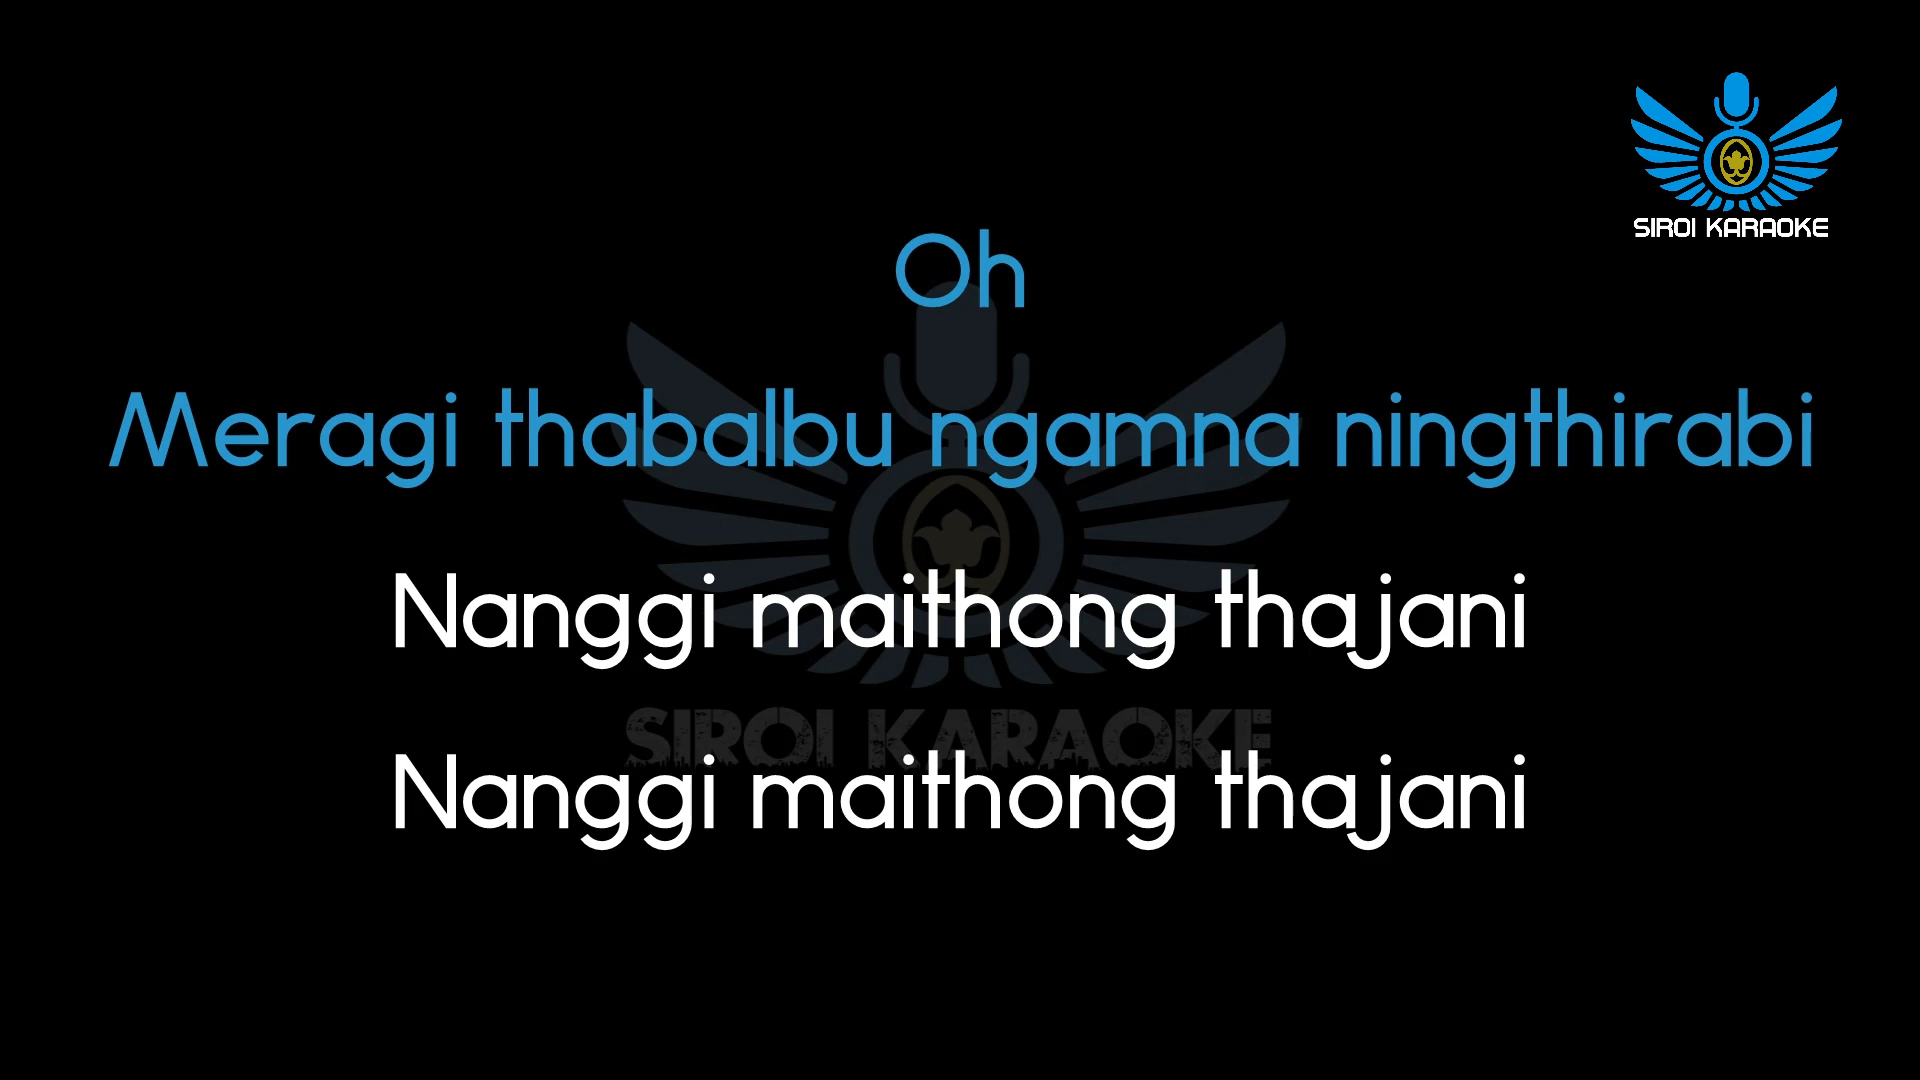 SIROI KARAOKE
Oh
Meragi thabalbu ngamna ningthirabi
Nanggi maithong thajani
SIROI KARAOKE
Nanggi maithong thajani